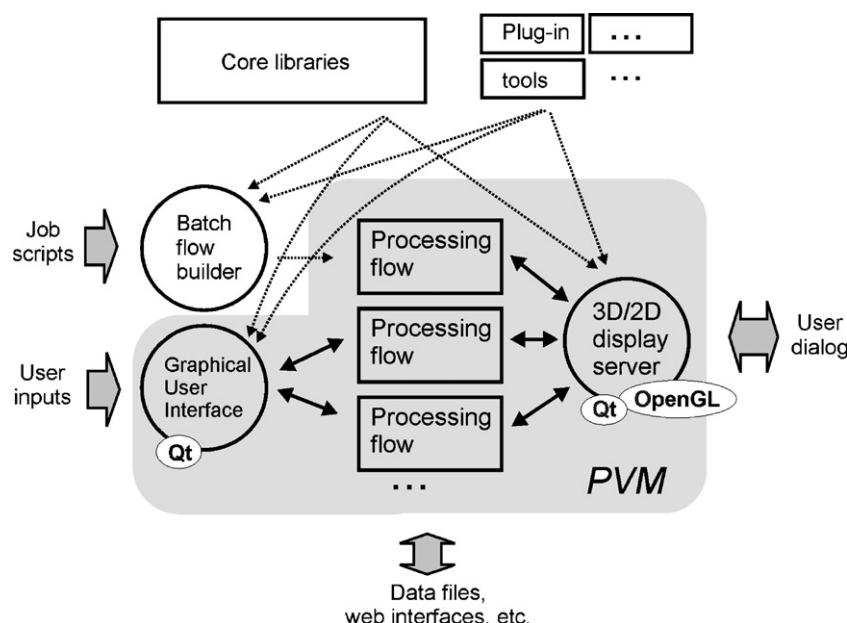 Core libraries
Plug-in
...
tools
...
Job
scripts
Batch
flow
builder
Processing
flow
User
inputs
Graphical
User
Interface
Qt
Processing
flow
3D/2D
display
server
Qt
OpenGL
User
dialog
Processing
flow
...
PVM
Data files,
web interfaces, etc.